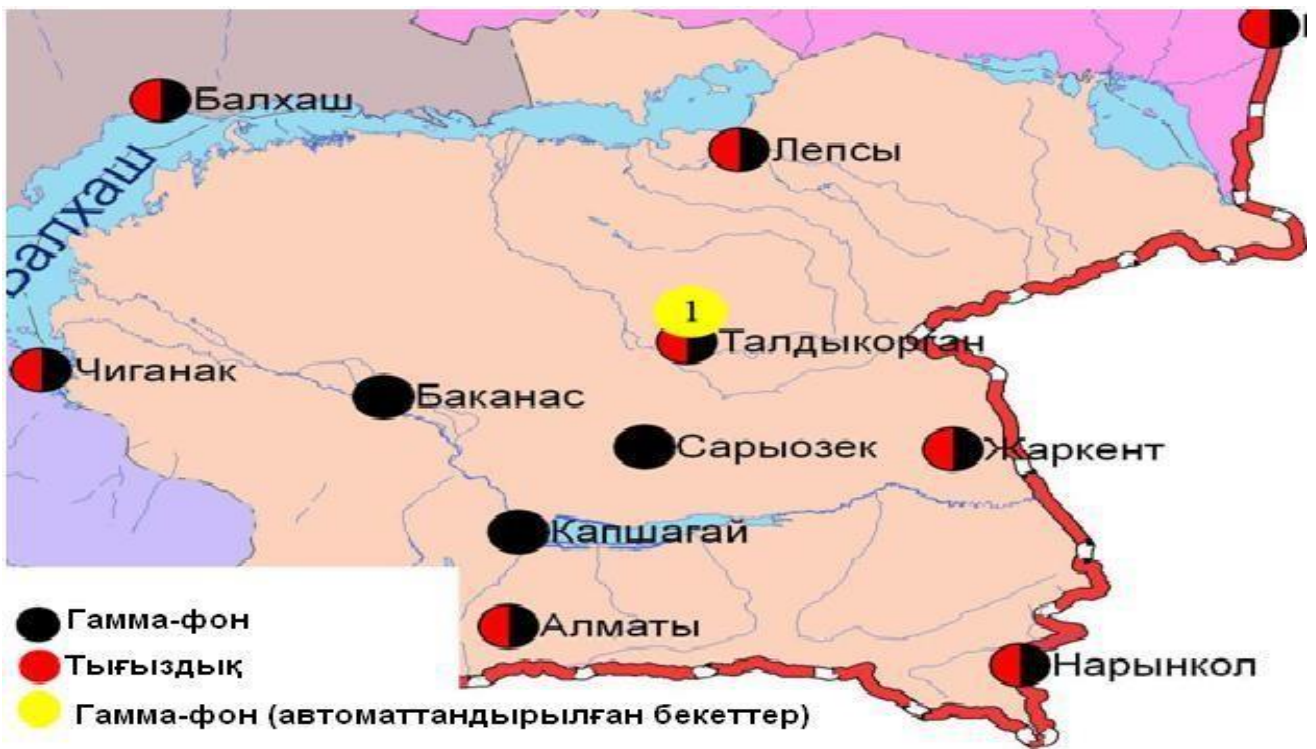 Балхаш
Лепсы
Балхаш
1
Талдыкорган
Чиганак
Баканас
Сарыозек
Жаркент
Капшагай
Алматы
Нарынкол
Гамма-фон
Тығыздық
Гамма-фон (автоматтандырылған бекеттер)